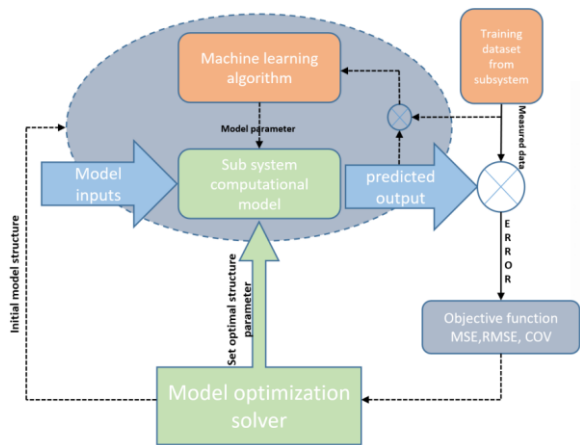 Training
dataset
from
subsystem
Machine learning
algorithm
Measured data
Model parameter
Model
inputs
Sub system
computational
model
predicted
output
ERROR
Initial model structure
Set optimal structure
parameter
Objective function
MSE,RMSE, COV
Model optimization
solver